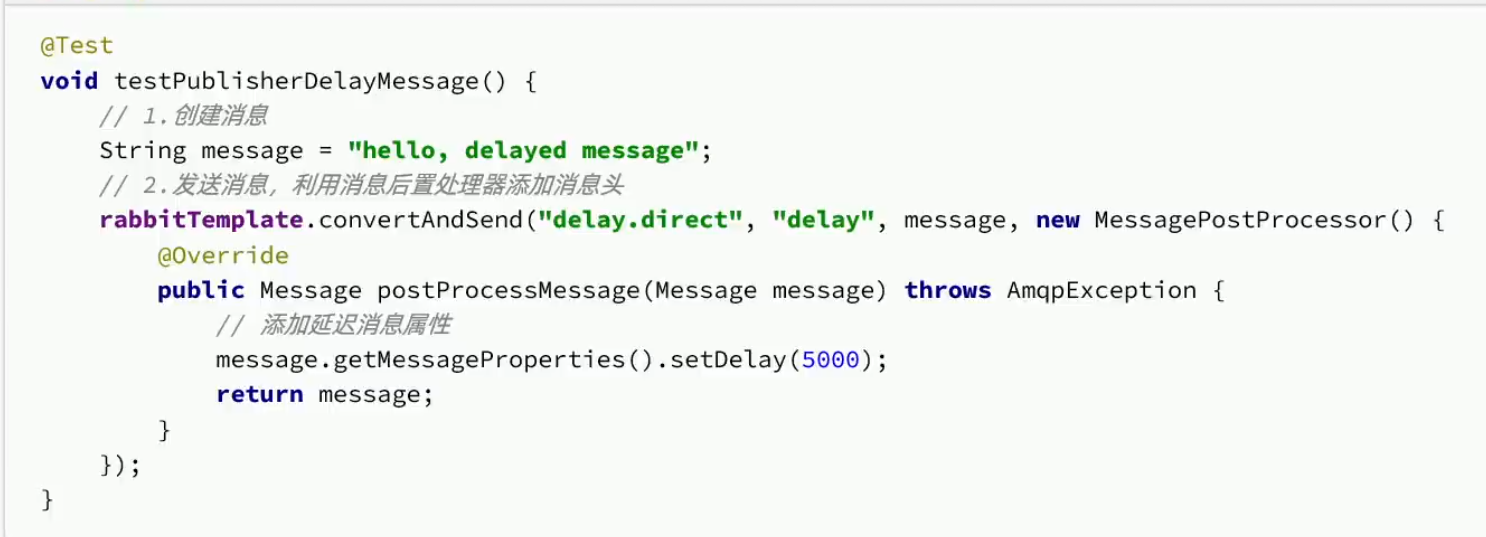 @Test
void testPublisherDelayMessage() {
    // 1.创建消息
    String message = "hello, delayed message";
    // 2.发送消息，利用消息后置处理器添加消息头
    rabbitTemplate.convertAndSend("delay.direct", "delay", message, new MessagePostProcessor() {
        @Override
        public Message postProcessMessage(Message message) throws AmqpException {
            // 添加延迟消息属性
            message.getMessageProperties().setDelay(5000);
            return message;
        }
    });
}